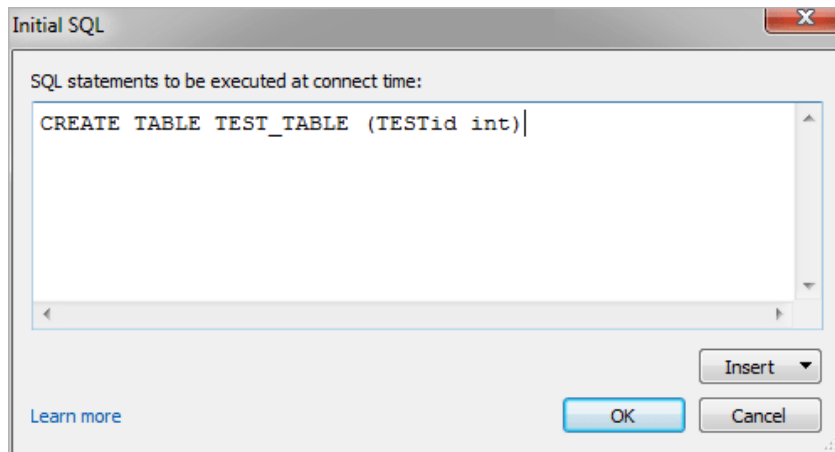 Initial SQL
SQL statements to be executed at connect time:
CREATE TABLE TEST_TABLE (TESTid int)
Insert
Learn more
OK
Cancel